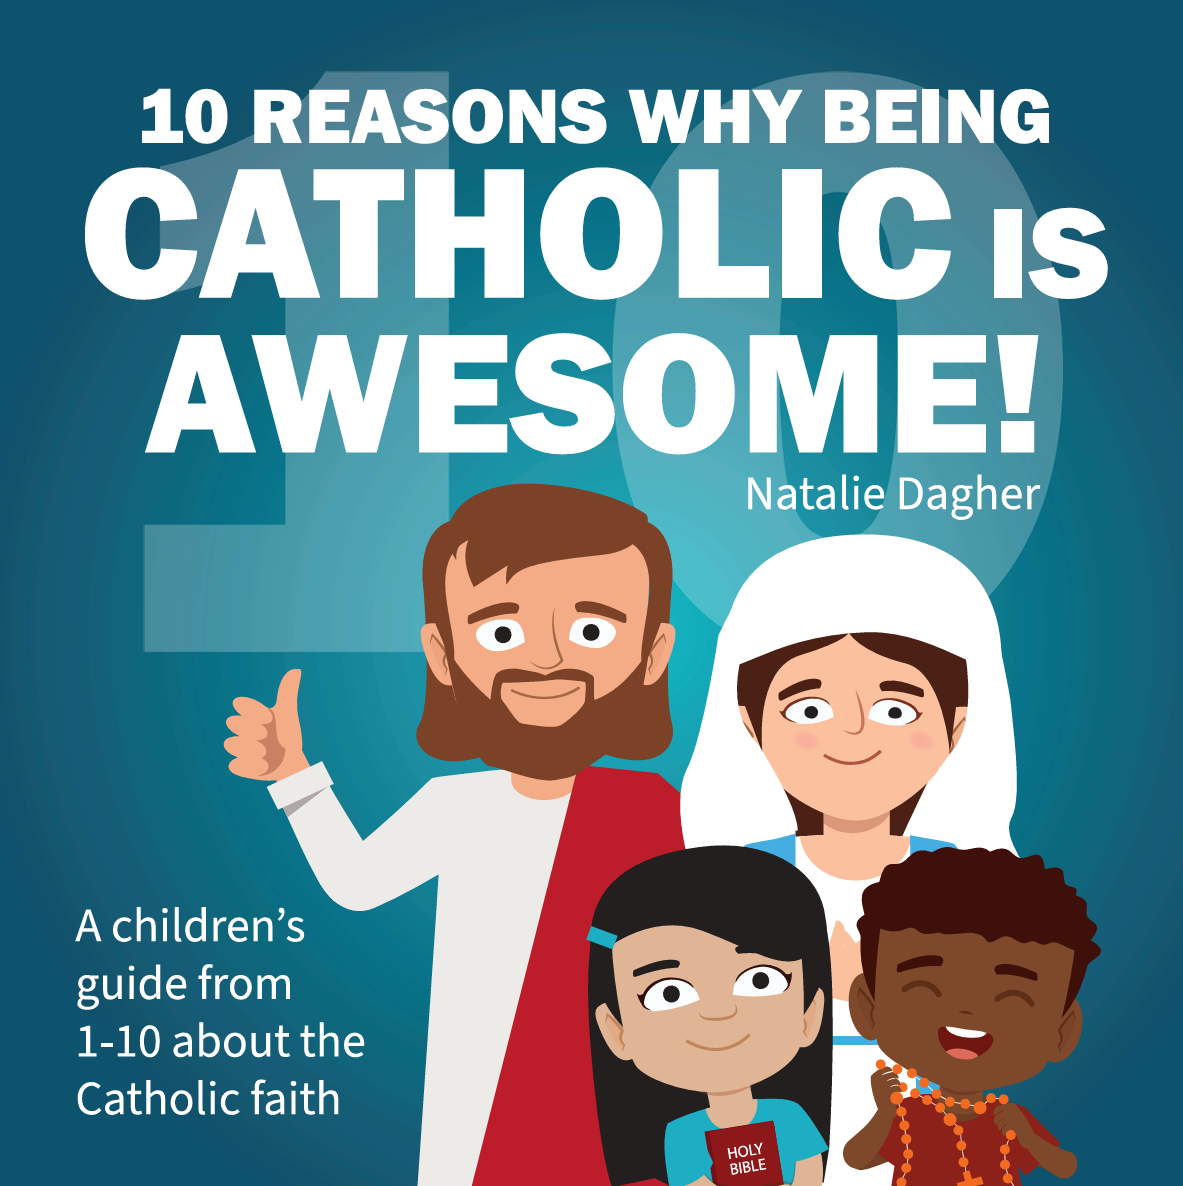 10 REASONS WHY BEING
CATHOLIC IS
AWESOME!
Natalie Dagher
A children's
guide from
1-10 about the
Catholic faith
HOLY
BIBLE
10